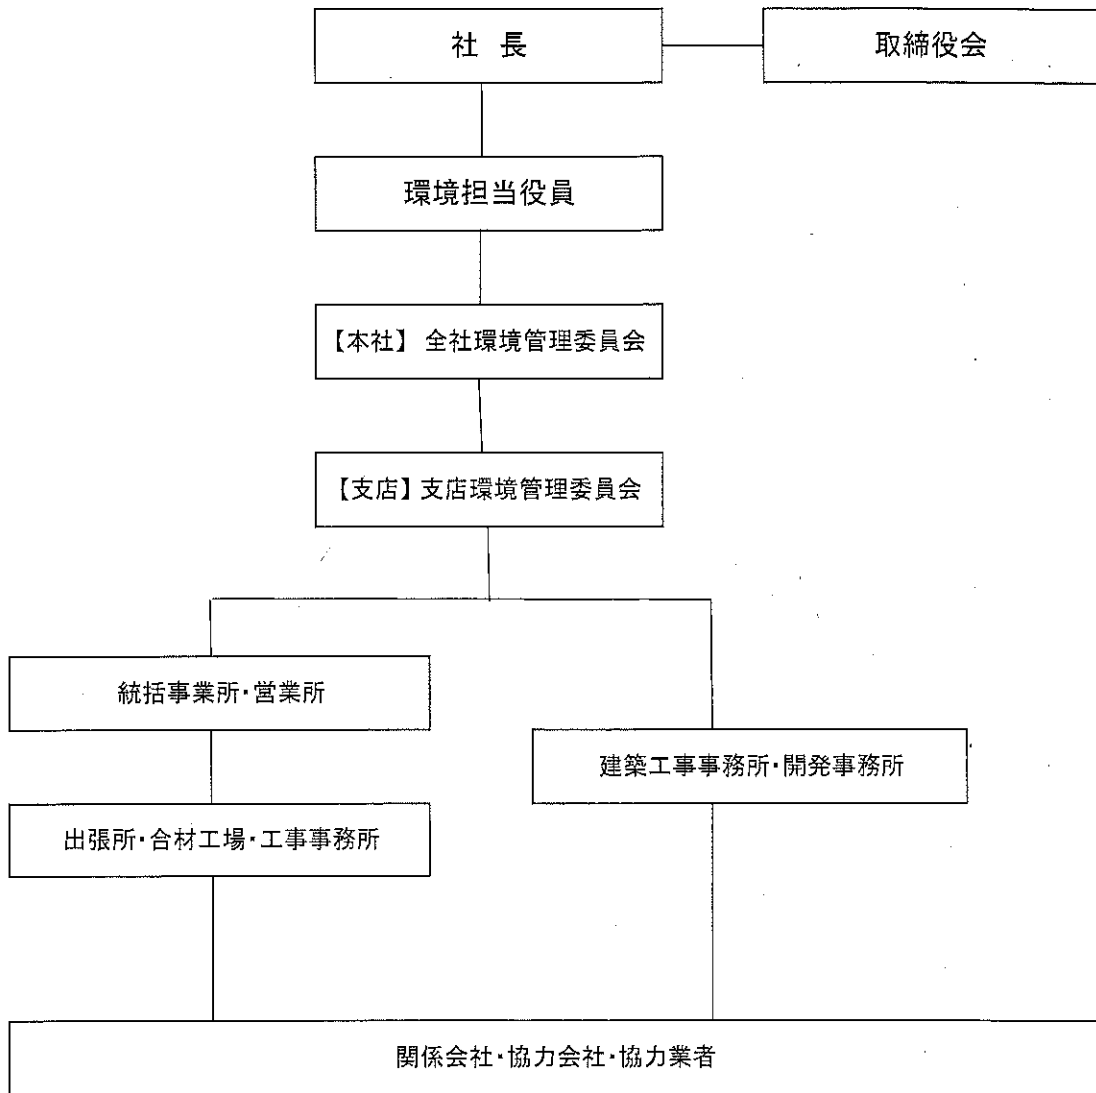 社 長
取締役会
環境担当役員
【本社】 全社環境管理委員会
【支店】支店環境管理委員会
統括事業所・営業所
建築工事事務所・開発事務所
出張所・合材工場・工事事務所
関係会社・協力会社・協力業者